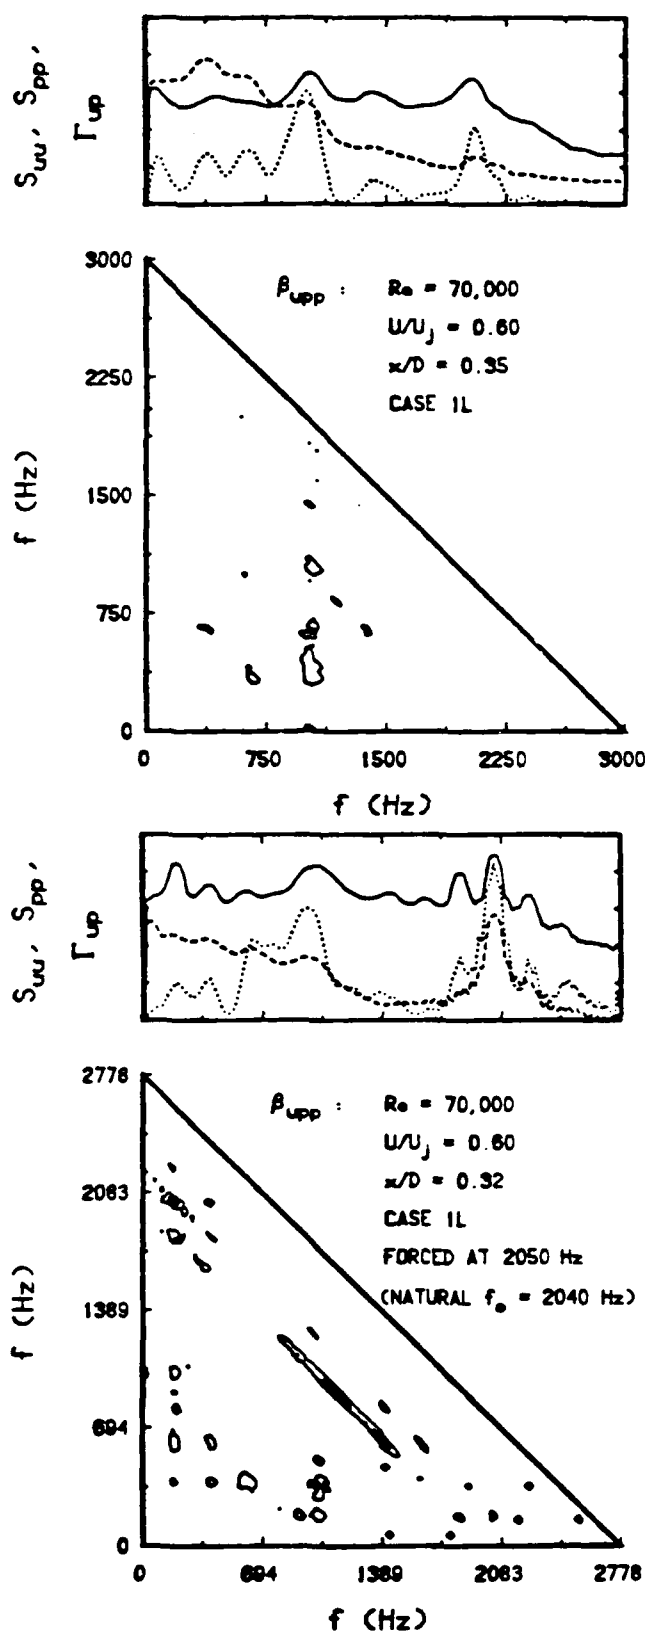 S_uu, S_pp,
Γ_up
3000
2250
1500
750
0
f (Hz)
β_upp : Re = 70,000
U/U_j = 0.60
x/D = 0.35
CASE 1L
0 750 1500 2250 3000
f (Hz)
S_uu, S_pp,
Γ_up
2778
2083
1389
694
0
f (Hz)
β_upp : Re = 70,000
U/U_j = 0.60
x/D = 0.32
CASE 1L
FORCED AT 2050 Hz
(NATURAL f_o = 2040 Hz)
0 694 1389 2083 2778
f (Hz)